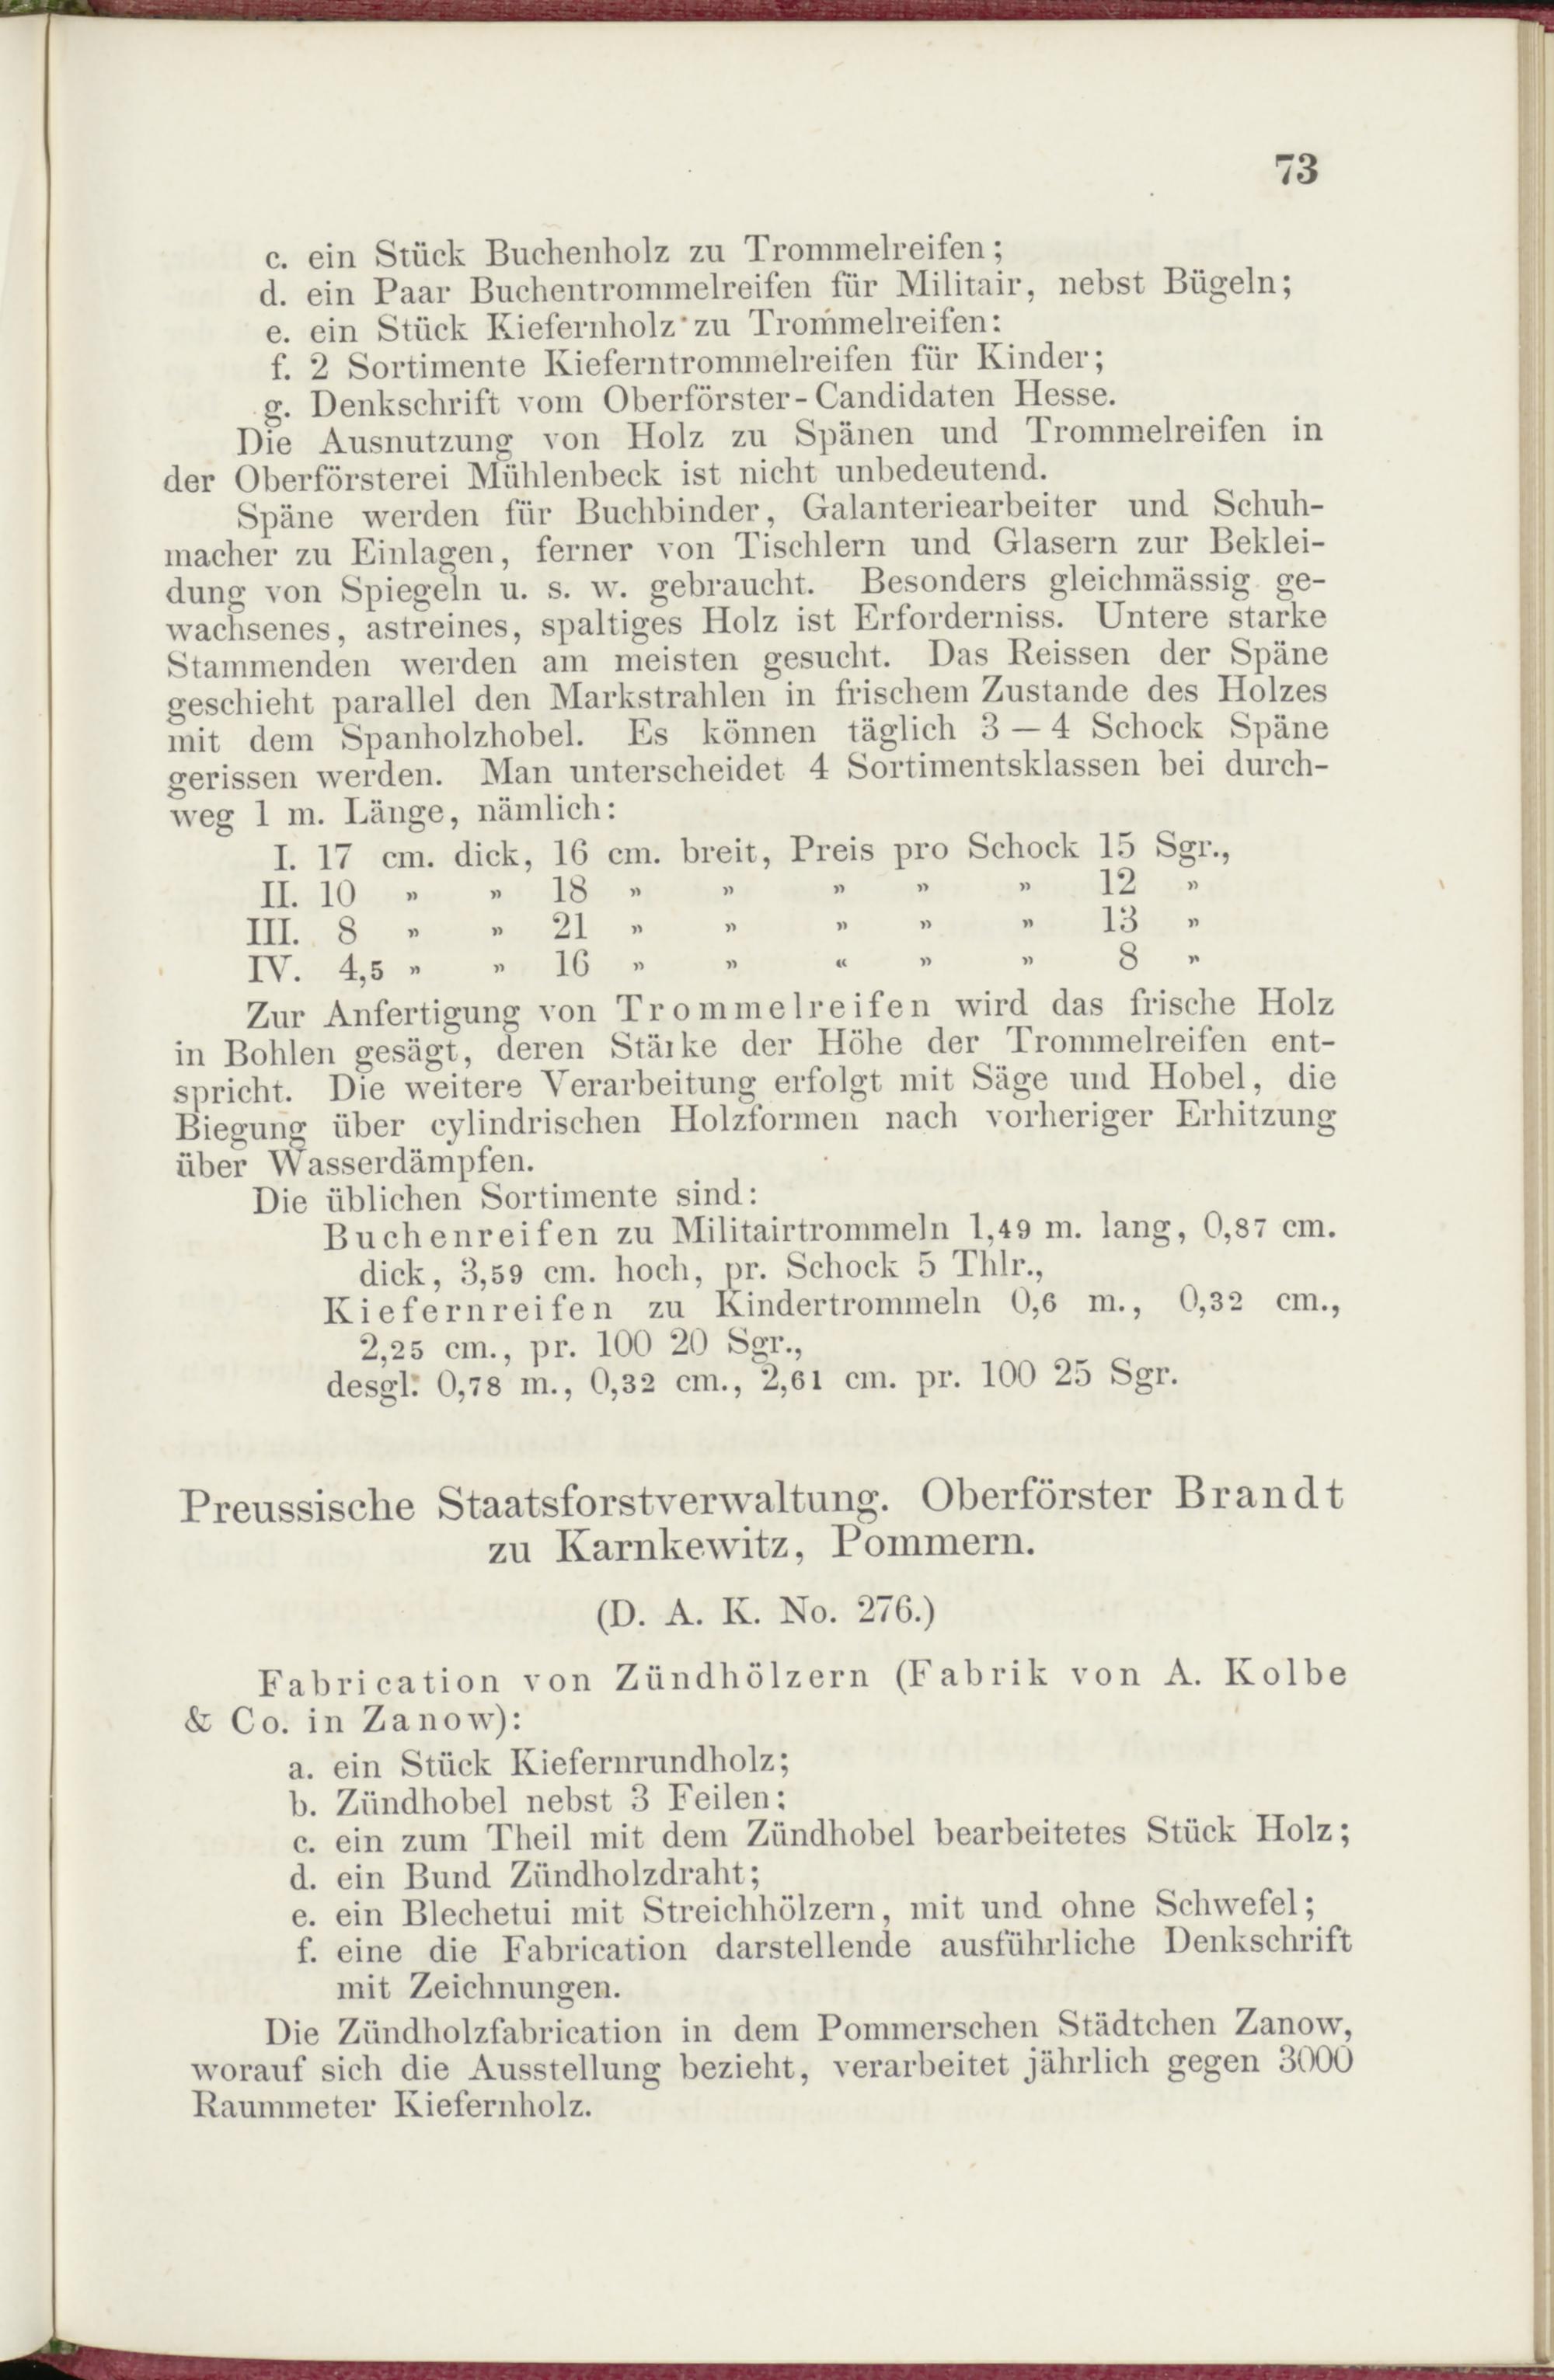 73
c. ein Stück Buchenholz zu Trommelreifen;
d. ein Paar Buchentrommelreifen für Militair, nebst Bügeln;
e. ein Stück Kiefernholz zu Trommelreifen:
f. 2 Sortimente Kieferntrommelreifen für Kinder;
g. Denkschrift vom Oberförster-Candidaten Hesse.
Die Ausnutzung von Holz zu Spänen und Trommelreifen in
der Oberförsterei Mühlenbeck ist nicht unbedeutend.
Späne werden für Buchbinder, Galanteriearbeiter und Schuh-
macher zu Einlagen, ferner von Tischlern und Glasern zur Beklei-
dung von Spiegeln u. s. w. gebraucht. Besonders gleichmässig ge-
wachsenes, astreines, spaltiges Holz ist Erforderniss. Untere starke
Stammenden werden am meisten gesucht. Das Reissen der Späne
geschieht parallel den Markstrahlen in frischem Zustande des Holzes
mit dem Spanholzhobel. Es können täglich 3 — 4 Schock Späne
gerissen werden. Man unterscheidet 4 Sortimentsklassen bei durch-
weg 1 m. Länge, nämlich:
I. 17 cm. dick, 16 cm. breit, Preis pro Schock 15 Sgr.,
II. 10 „ „ 18 „ „ „ „ „ 12 „
III. 8 „ „ 21 „ „ „ „ „ 13 „
IV. 4,5 „ „ 16 „ „ “ „ „ 8 „
Zur Anfertigung von Trommelreifen wird das frische Holz
in Bohlen gesägt, deren Stärke der Höhe der Trommelreifen ent-
spricht. Die weitere Verarbeitung erfolgt mit Säge und Hobel, die
Biegung über cylindrischen Holzformen nach vorheriger Erhitzung
über Wasserdämpfen.
Die üblichen Sortimente sind:
Buchenreifen zu Militairtrommeln 1,49 m. lang, 0,87 cm.
dick, 3,59 cm. hoch, pr. Schock 5 Thlr.,
Kiefernreifen zu Kindertrommeln 0,6 m., 0,32 cm.,
2,25 cm., pr. 100 20 Sgr.,
desgl. 0,78 m., 0,32 cm., 2,61 cm. pr. 100 25 Sgr.
Preussische Staatsforstverwaltung. Oberförster Brandt
zu Karnkewitz, Pommern.
(D. A. K. No. 276.)
Fabrication von Zündhölzern (Fabrik von A. Kolbe
& Co. in Zanow):
a. ein Stück Kiefernrundholz;
b. Zündhobel nebst 3 Feilen;
c. ein zum Theil mit dem Zündhobel bearbeitetes Stück Holz;
d. ein Bund Zündholzdraht;
e. ein Blechetui mit Streichhölzern, mit und ohne Schwefel;
f. eine die Fabrication darstellende ausführliche Denkschrift
mit Zeichnungen.
Die Zündholzfabrication in dem Pommerschen Städtchen Zanow,
worauf sich die Ausstellung bezieht, verarbeitet jährlich gegen 3000
Raummeter Kiefernholz.